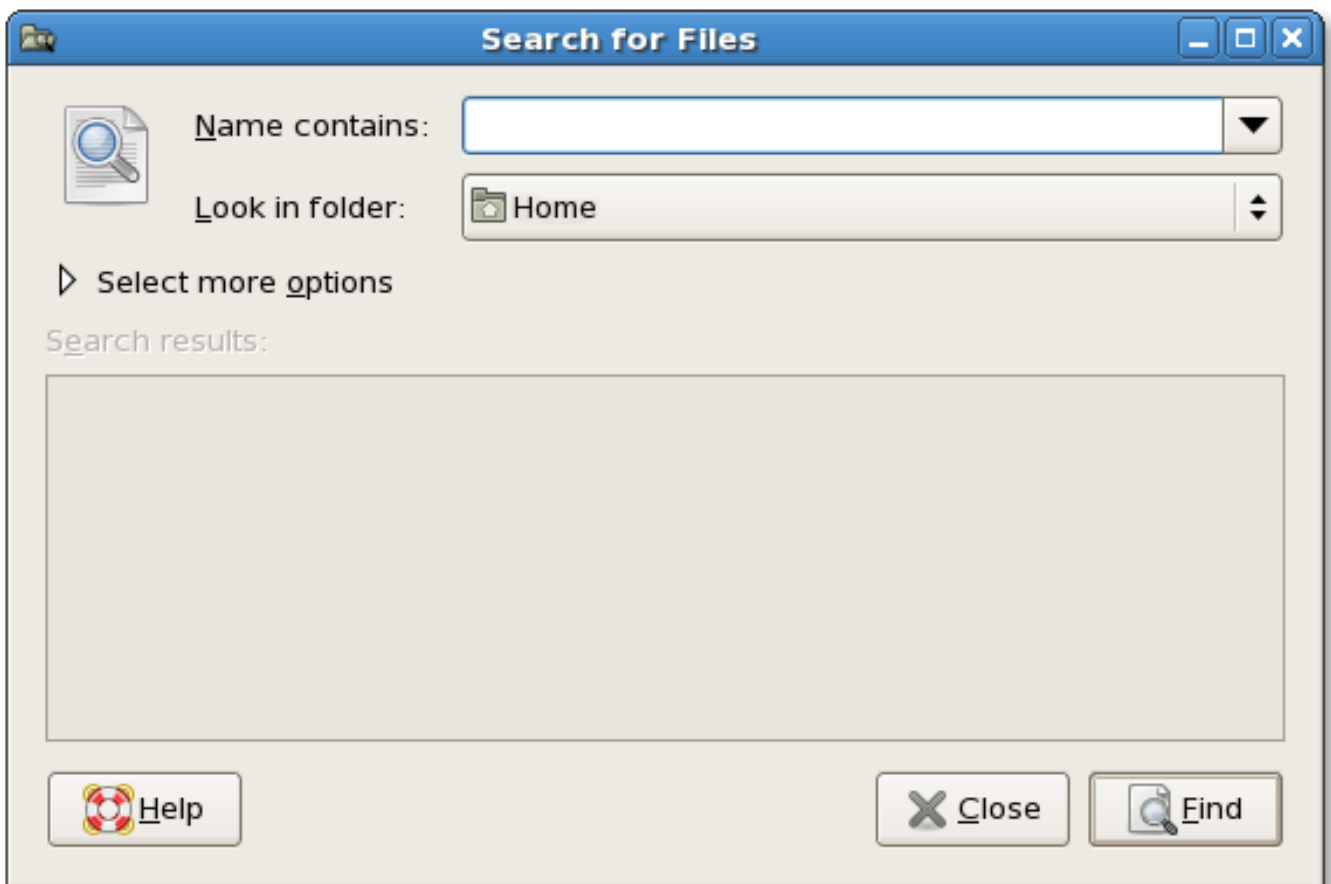 Search for Files
Name contains:
Look in folder: Home
Select more options
Search results:
Help Close Find